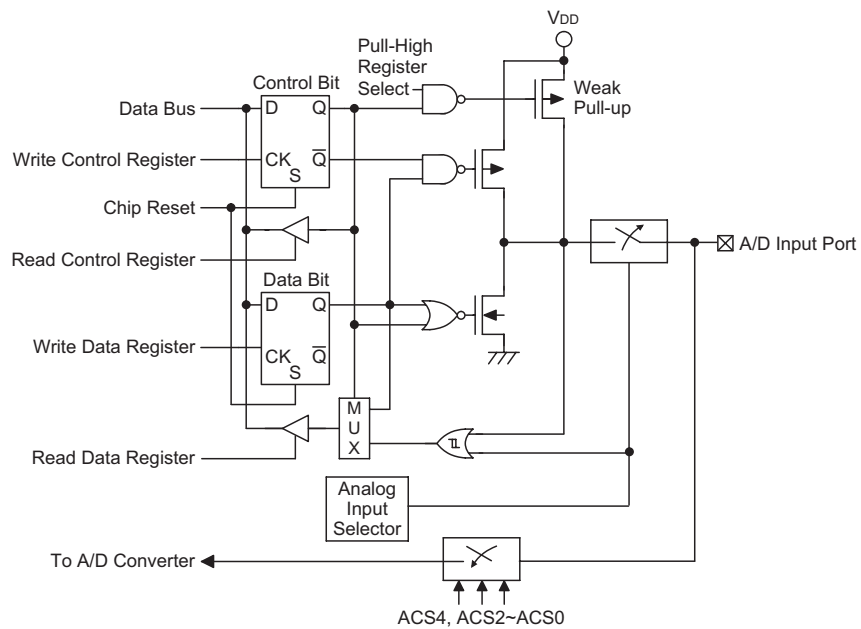 VDD
Pull-High
Register
Select
Control Bit
Weak
Pull-up
Data Bus
D
Q
Write Control Register
CK
Q
S
Chip Reset
Read Control Register
A/D Input Port
Data Bit
D
Q
Write Data Register
CK
Q
S
M
U
X
Read Data Register
Analog
Input
Selector
To A/D Converter
ACS4, ACS2~ACS0